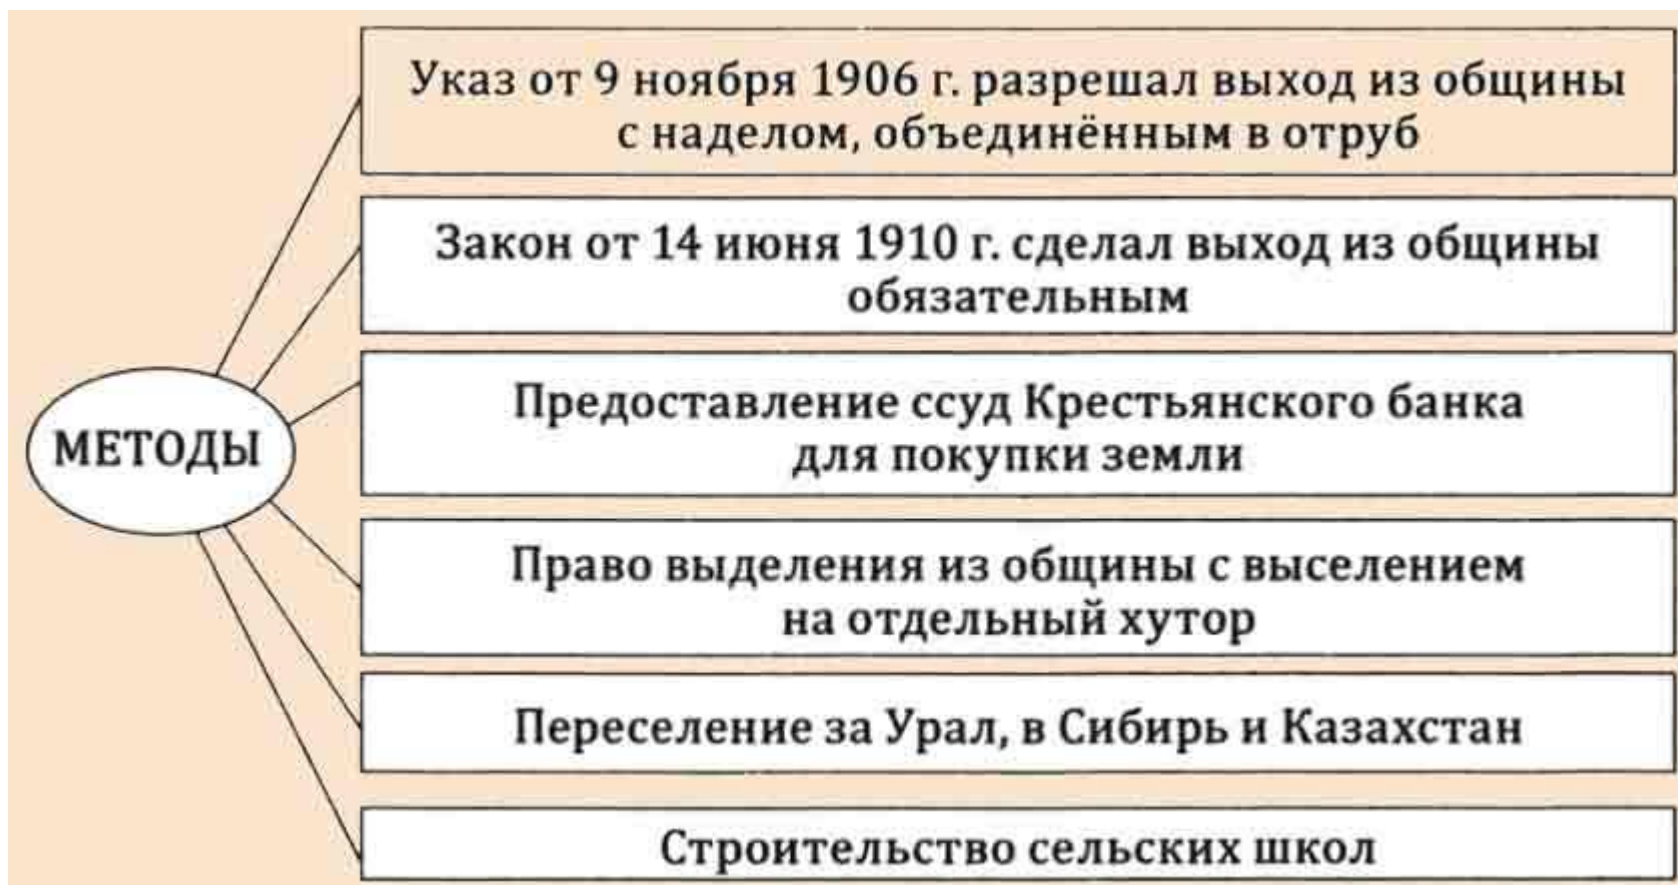 Указ от 9 ноября 1906 г. разрешал выход из общины
с наделом, объединённым в отруб
Закон от 14 июня 1910 г. сделал выход из общины
обязательным
Предоставление ссуд Крестьянского банка
для покупки земли
МЕТОДЫ
Право выделения из общины с выселением
на отдельный хутор
Переселение за Урал, в Сибирь и Казахстан
Строительство сельских школ